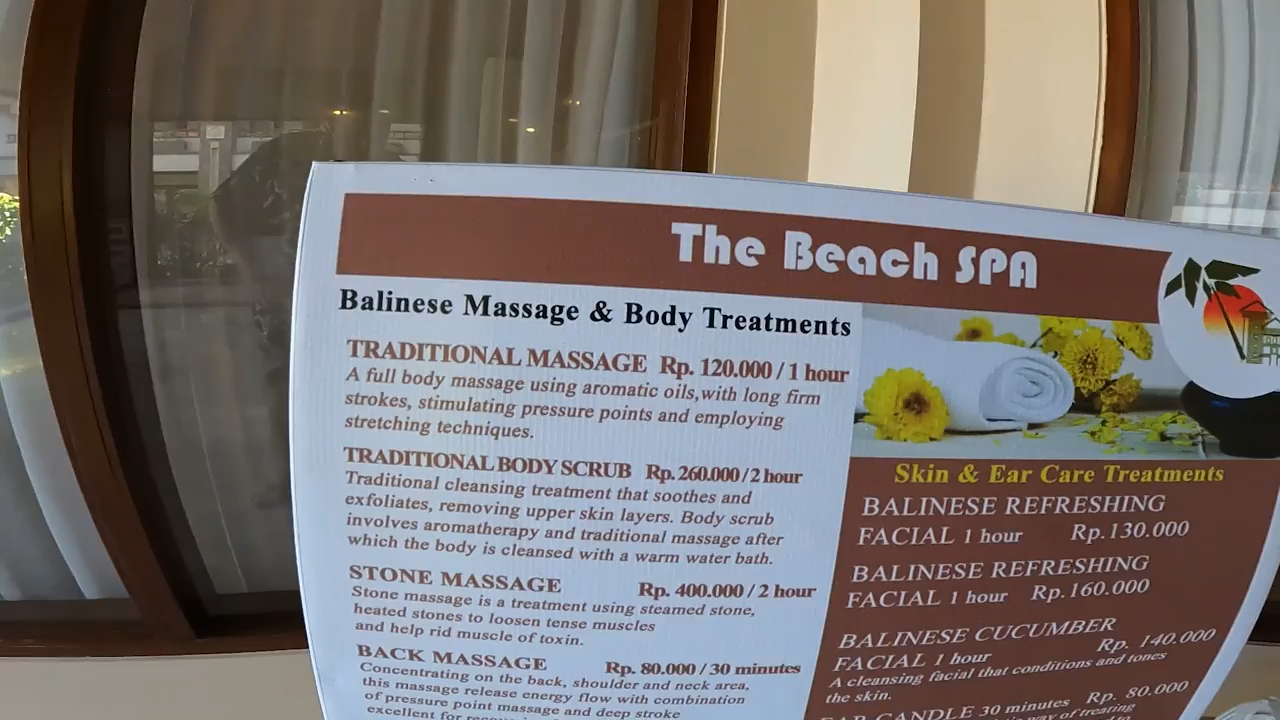 The Beach SPA
Balinese Massage & Body Treatments
TRADITIONAL MASSAGE Rp. 120.000 / 1 hour
A full body massage using aromatic oils,with long firm
strokes, stimulating pressure points and employing
stretching techniques.
TRADITIONAL BODY SCRUB Rp. 260.000 / 2 hour
Traditional cleansing treatment that soothes and
exfoliates, removing upper skin layers. Body scrub
involves aromatherapy and traditional massage after
which the body is cleansed with a warm water bath.
STONE MASSAGE Rp. 400.000 / 2 hour
Stone massage is a treatment using steamed stone,
heated stones to loosen tense muscles
and help rid muscle of toxin.
BACK MASSAGE Rp. 80.000 / 30 minutes
Concentrating on the back, shoulder and neck area,
this massage release energy flow with combination
of pressure point massage and deep stroke
excellent for
Skin & Ear Care Treatments
BALINESE REFRESHING
FACIAL 1 hour Rp.130.000
BALINESE REFRESHING
FACIAL 1 hour Rp.160.000
BALINESE CUCUMBER
FACIAL 1 hour Rp. 140.000
A cleansing facial that conditions and tones
the skin.
EAR CANDLE 30 minutes Rp. 80.000
way of treating